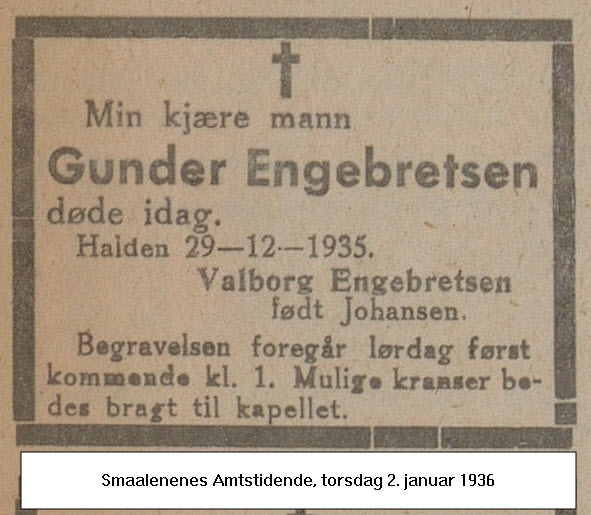 Min kjære mann
Gunder Engebretsen
døde idag.
Halden 29—12—1935.
Valborg Engebretsen
født Johansen.
Begravelsen foregår lørdag først
kommende kl. 1. Mulige kranser be-
des bragt til kapellet.
Smaalenenes Amtstidende, torsdag 2. januar 1936